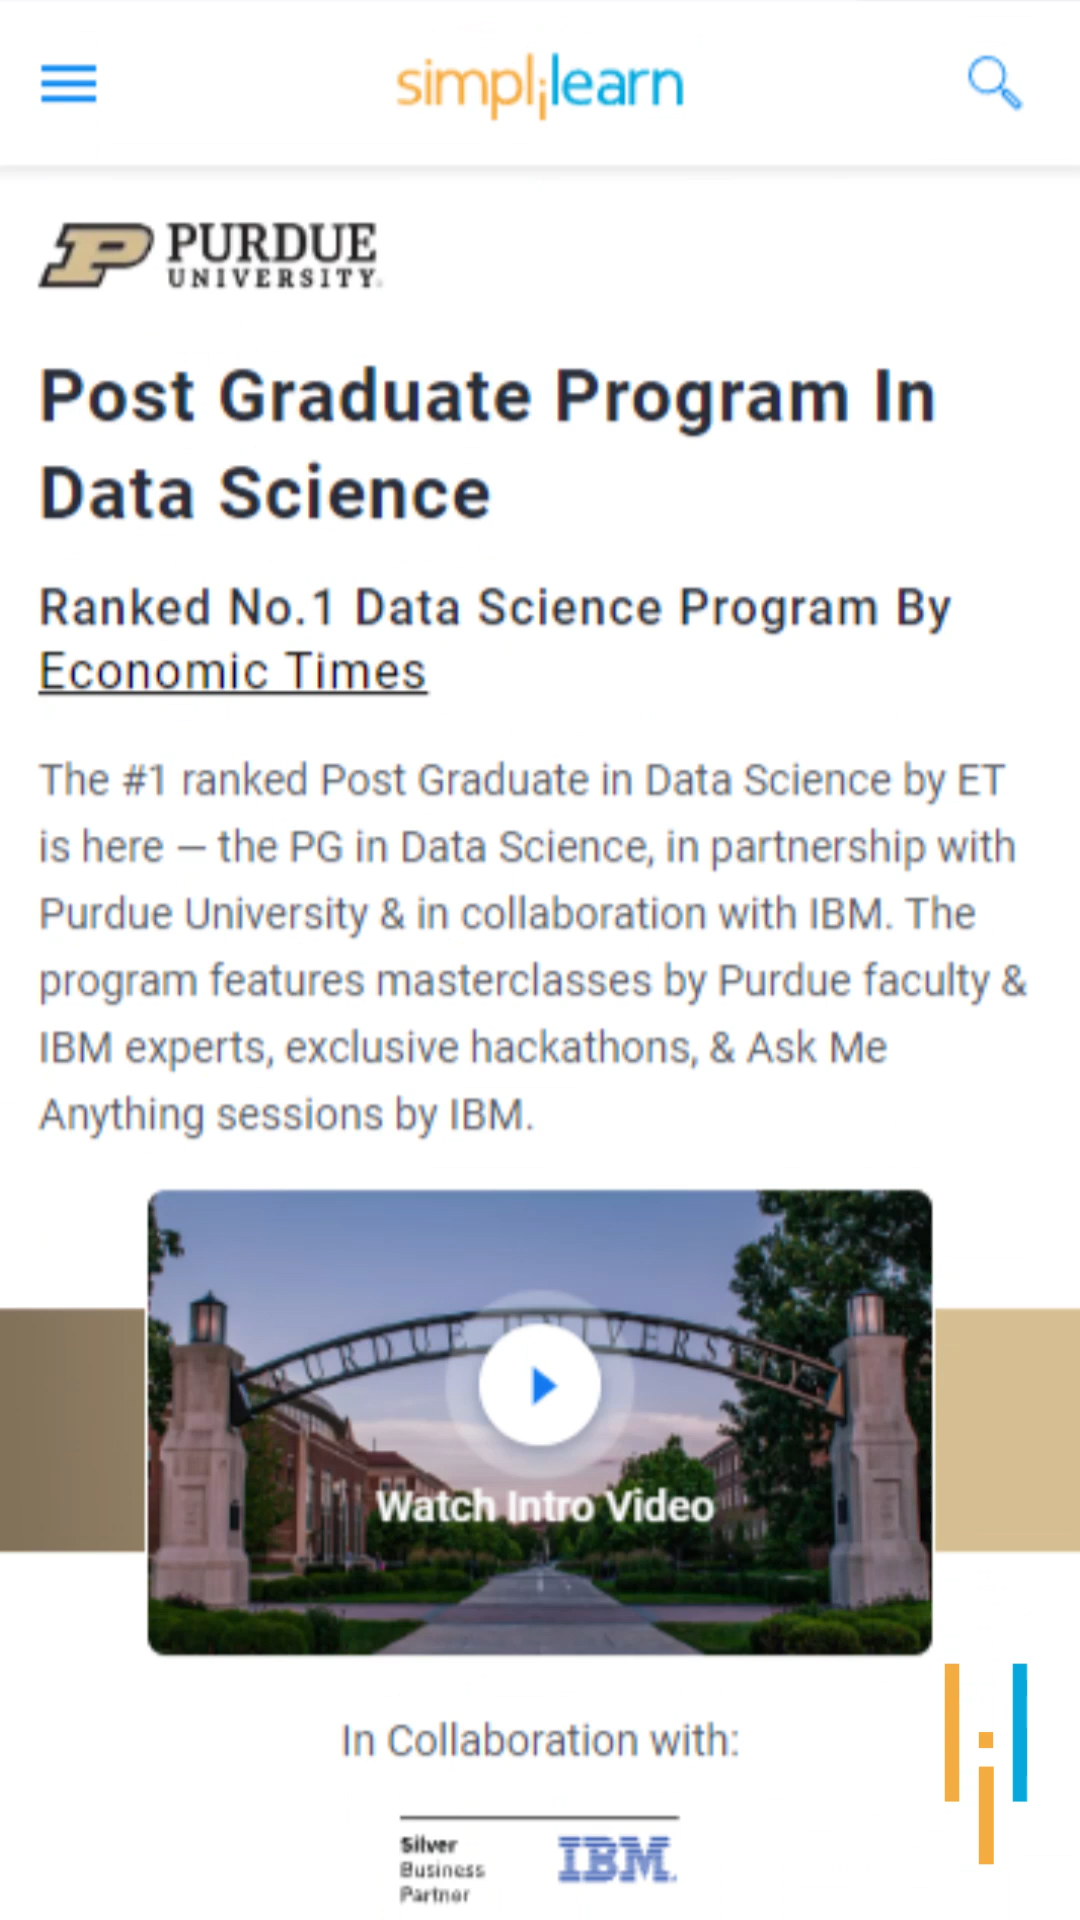 simplilearn
PURDUE
UNIVERSITY
Post Graduate Program In
Data Science
Ranked No.1 Data Science Program By
Economic Times
The #1 ranked Post Graduate in Data Science by ET
is here — the PG in Data Science, in partnership with
Purdue University & in collaboration with IBM. The
program features masterclasses by Purdue faculty &
IBM experts, exclusive hackathons, & Ask Me
Anything sessions by IBM.
PURDUE UNIVERSITY
Watch Intro Video
In Collaboration with:
Silver
Business
Partner
IBM